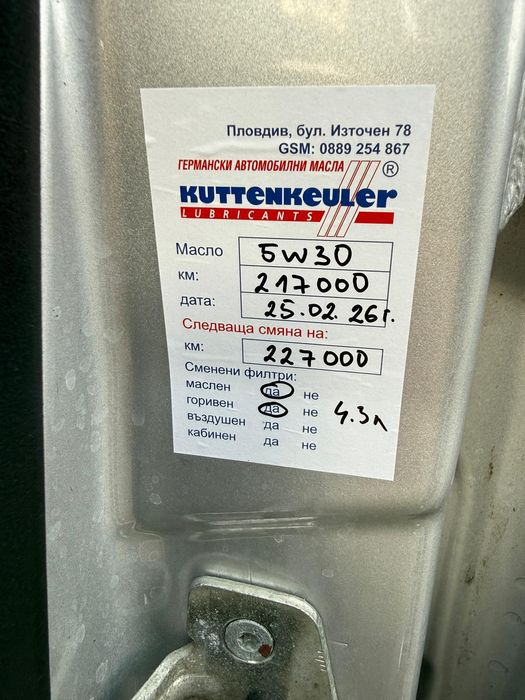 Пловдив, бул. Източен 78
GSM: 0889 254 867
ГЕРМАНСКИ АВТОМОБИЛНИ МАСЛА
KUTTENKEULER ®
LUBRICANTS
Масло 5W30
км: 217000
дата: 25.02.26г.
Следваща смяна на:
км: 227000
Сменени филтри:
маслен да не
горивен да не 4.3л
въздушен да не
кабинен да не